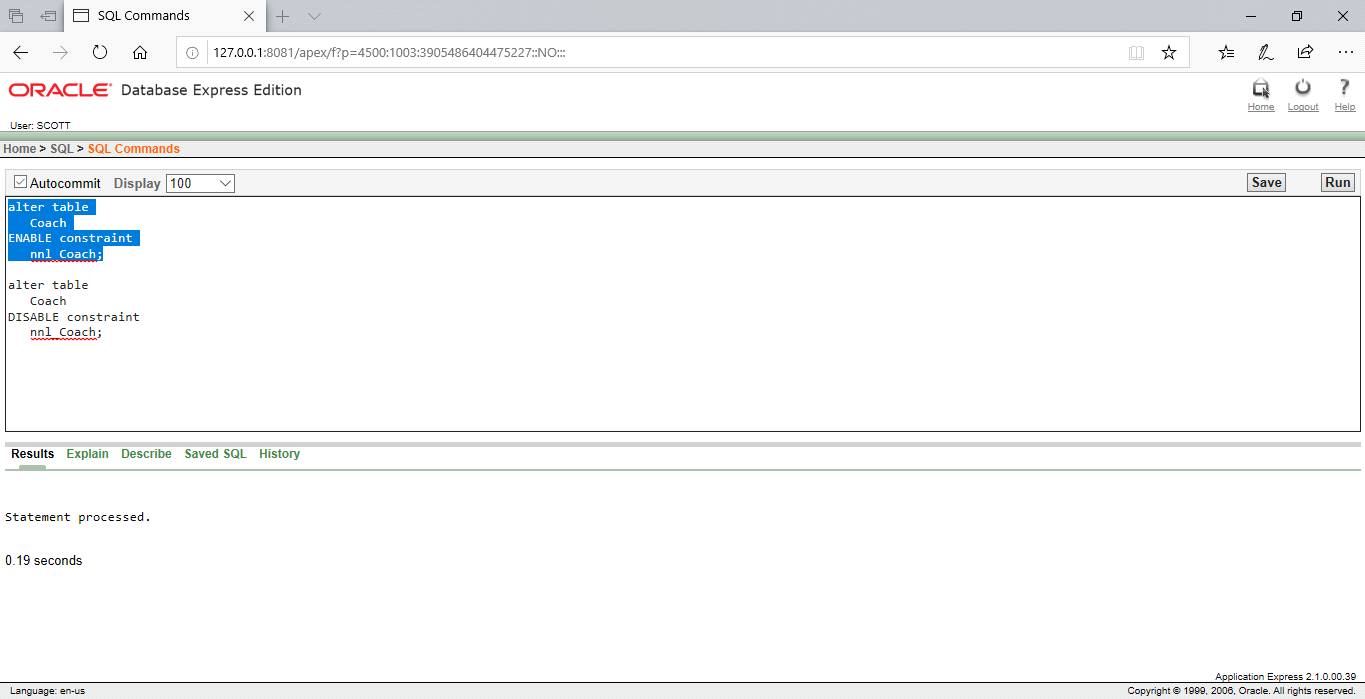 SQL Commands
127.0.0.1:8081/apex/f?p=4500:1003:3905486404475227::NO:::
ORACLE® Database Express Edition
Home Logout Help
User: SCOTT
Home > SQL > SQL Commands
Autocommit Display 100 Save Run
alter table
Coach
ENABLE constraint
nnl_Coach;
alter table
Coach
DISABLE constraint
nnl_Coach;
Results Explain Describe Saved SQL History
Statement processed.
0.19 seconds
Application Express 2.1.0.00.39
Language: en-us Copyright © 1999, 2006, Oracle. All rights reserved.